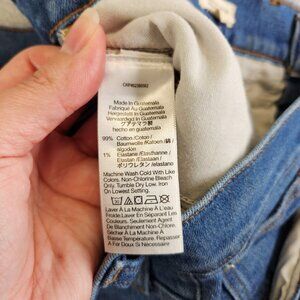 Made In Guatemala
Fabriqué Au Guatemala
Hergestellt In Guatemala
Vervaardigd In Guatemala
グアテマラ製
hecho en guatemala
99% Cotton/Coton/
Baumwolle/Katoen/綿/
algodón
1% Elastane/Elasthanne/
Elastan/Elastaan/
ポリウレタン/elastano
Machine Wash Cold With Like
Colors. Non-Chlorine Bleach
Only. Tumble Dry Low. Iron
On Lowest Setting.
Laver À La Machine À Eau
Froide Laver En Séparant Les
Couleurs. Seulement Agent
De Blanchiment Non-Chloré.
Séchage À La Machine À
Basse Température. Repasser
À Fer Doux Si Nécessaire.